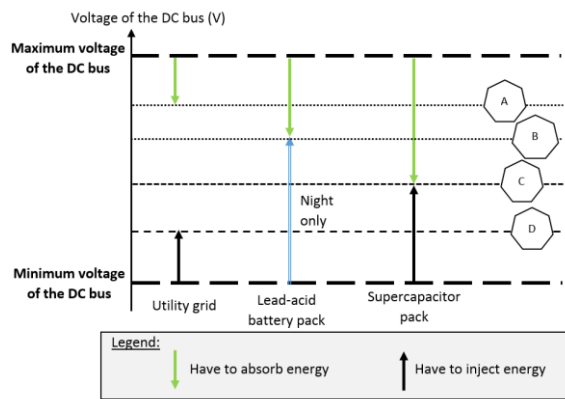 Voltage of the DC bus (V)
Maximum voltage
of the DC bus
A
B
C
Night
only
D
Minimum voltage
of the DC bus
Utility grid
Lead-acid
battery pack
Supercapacitor
pack
Legend:
Have to absorb energy
Have to inject energy